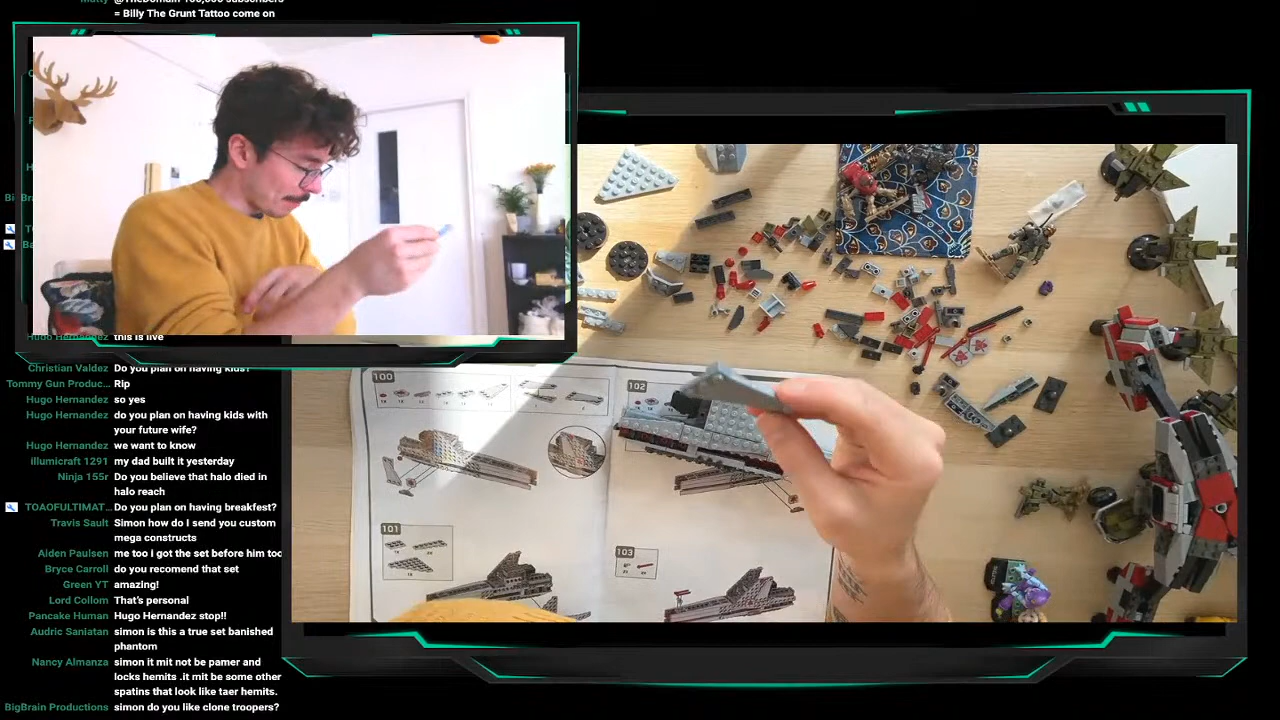 @TheDomain 100,000 subscribers
= Billy The Grunt Tattoo come on
Hugo Hernandez this is live
Christian Valdez Do you plan on having kids?
Tommy Gun Produc... Rip
Hugo Hernandez so yes
Hugo Hernandez do you plan on having kids with
your future wife?
Hugo Hernandez we want to know
illumicraft 1291 my dad built it yesterday
Ninja 155r Do you believe that halo died in
halo reach
TOAOFULTIMAT... Do you plan on having breakfest?
Travis Sault Simon how do I send you custom
mega constructs
Aiden Paulsen me too i got the set before him too
Bryce Carroll do you recomend that set
Green YT amazing!
Lord Collom That's personal
Pancake Human Hugo Hernandez stop!!
Audric Saniatan simon is this a true set banished
phantom
Nancy Almanza simon it mit not be pamer and
locks hemits .it mit be some other
spatins that look like taer hemits.
BigBrain Productions simon do you like clone troopers?
100
102
101
103